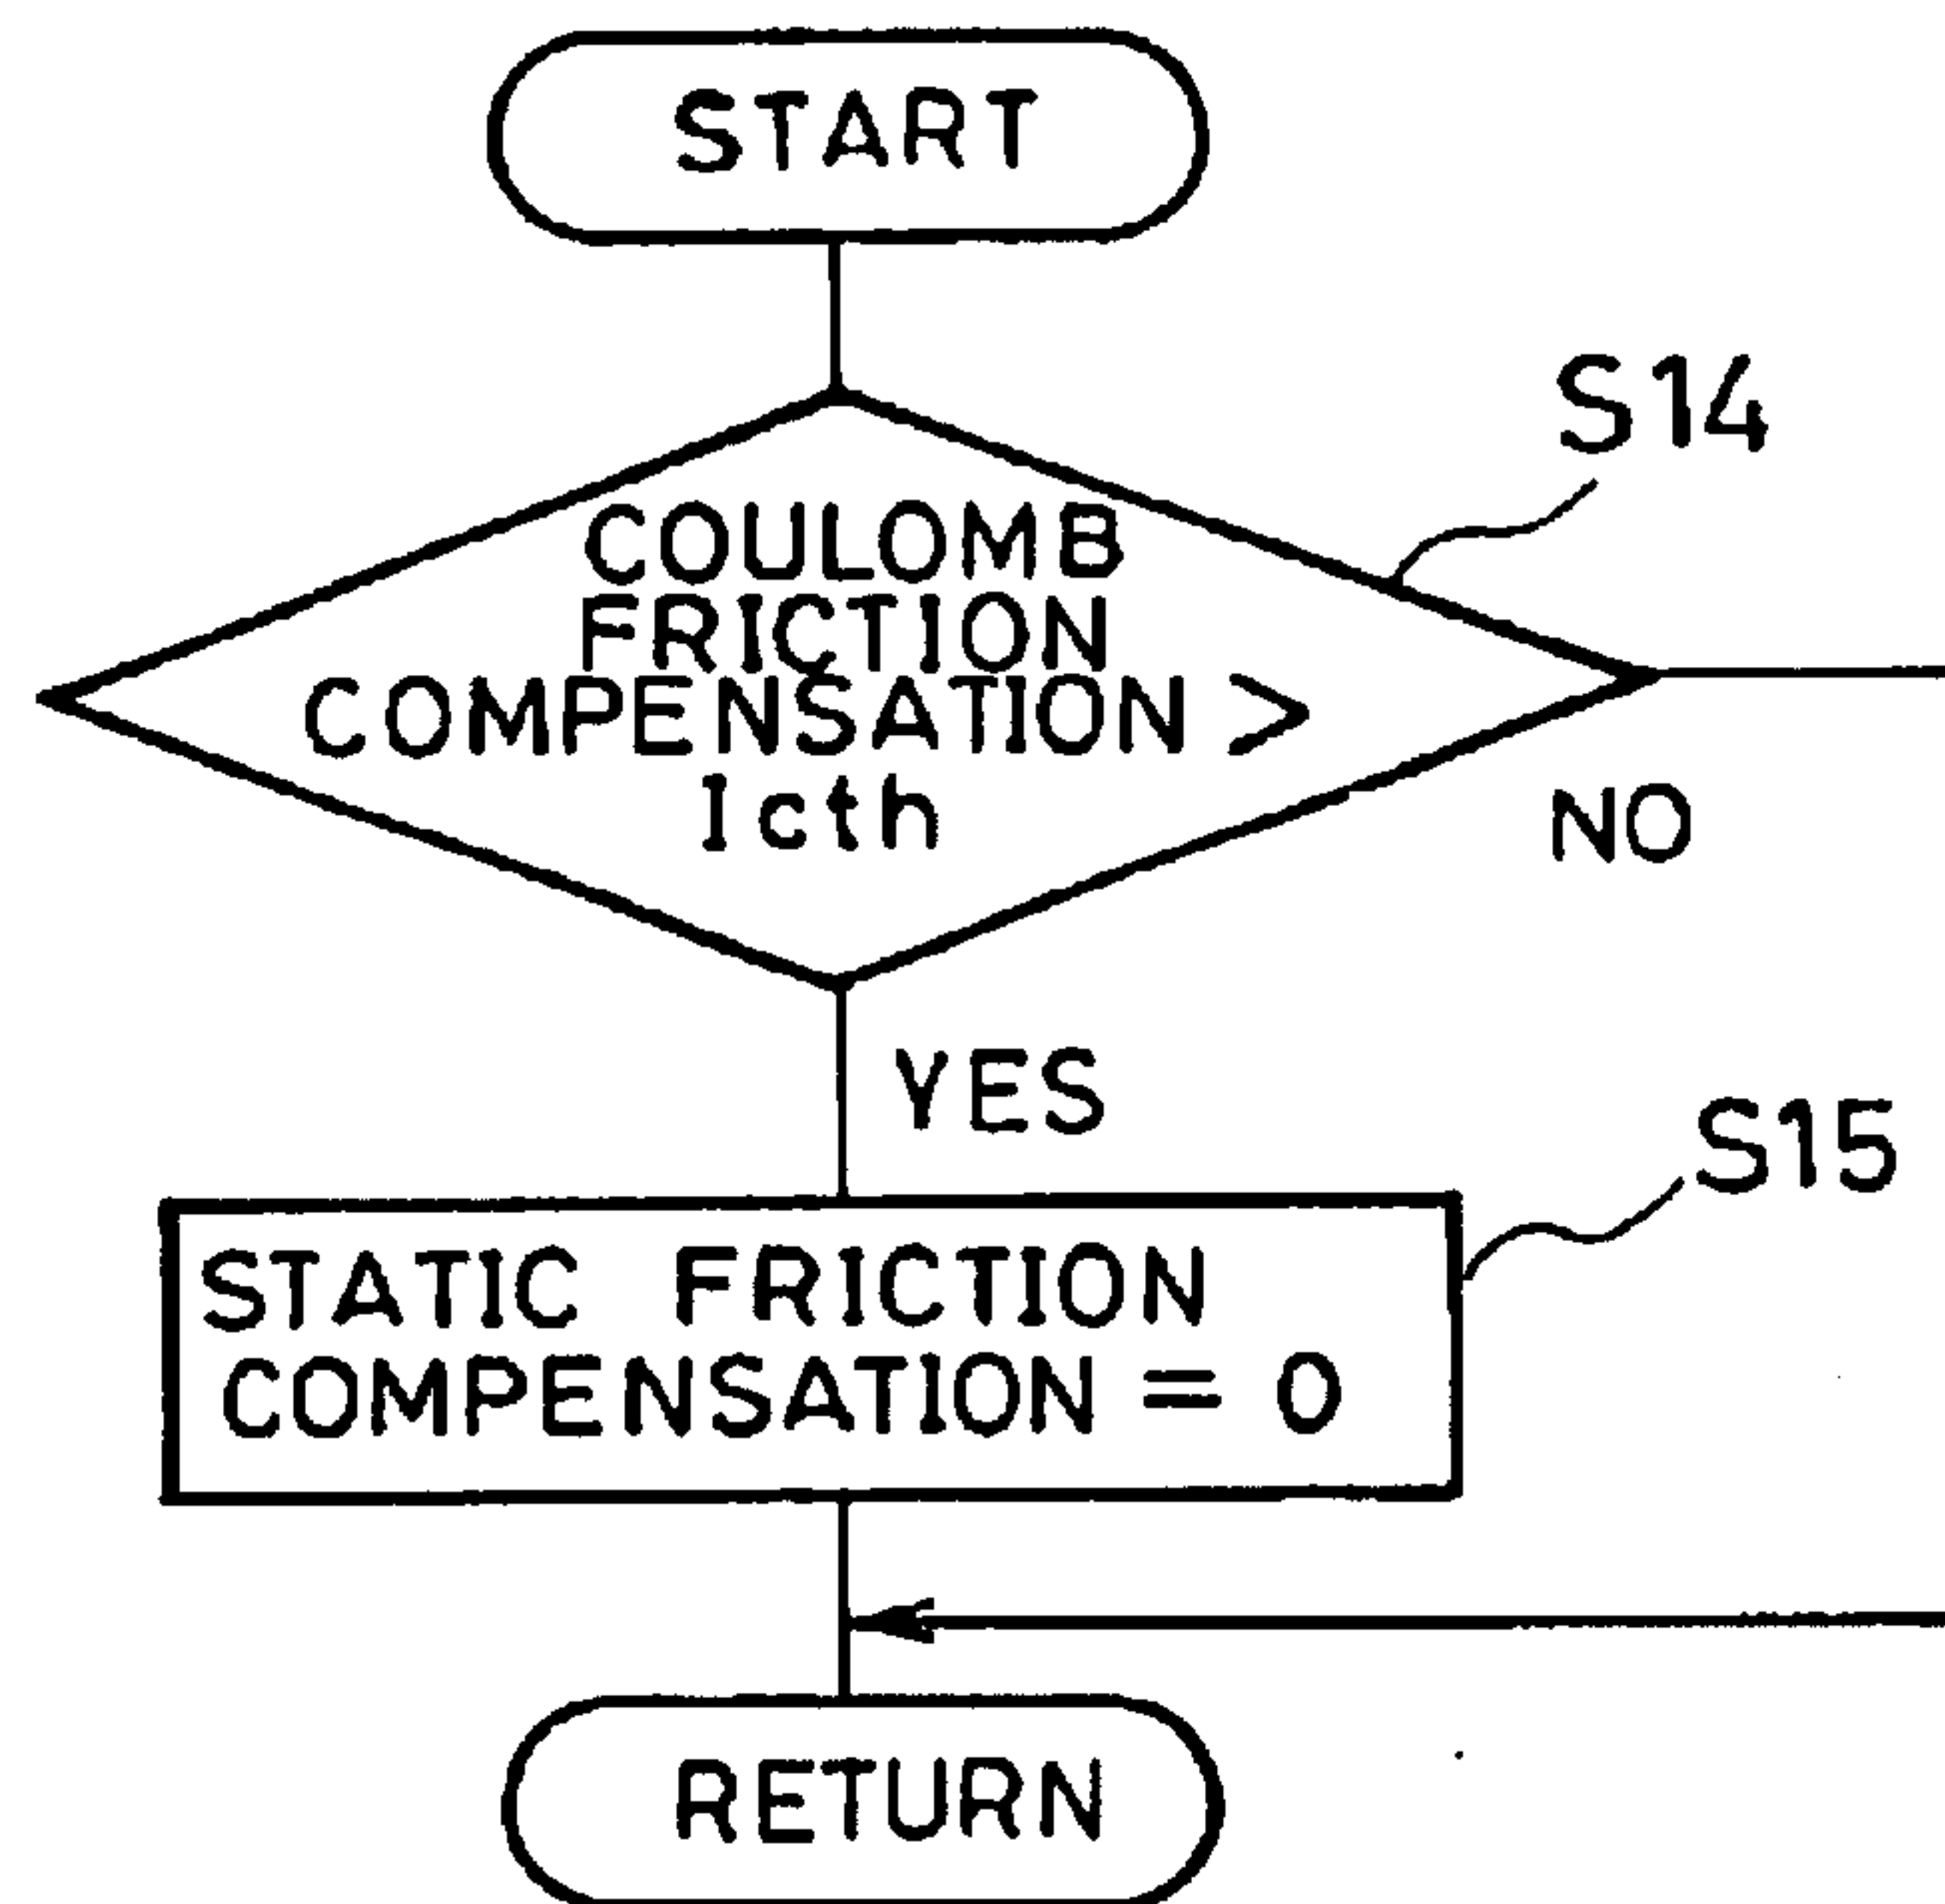 START
S14
COULOMB
FRICTION
COMPENSATION >
Icth
NO
YES
S15
STATIC FRICTION
COMPENSATION = 0
RETURN